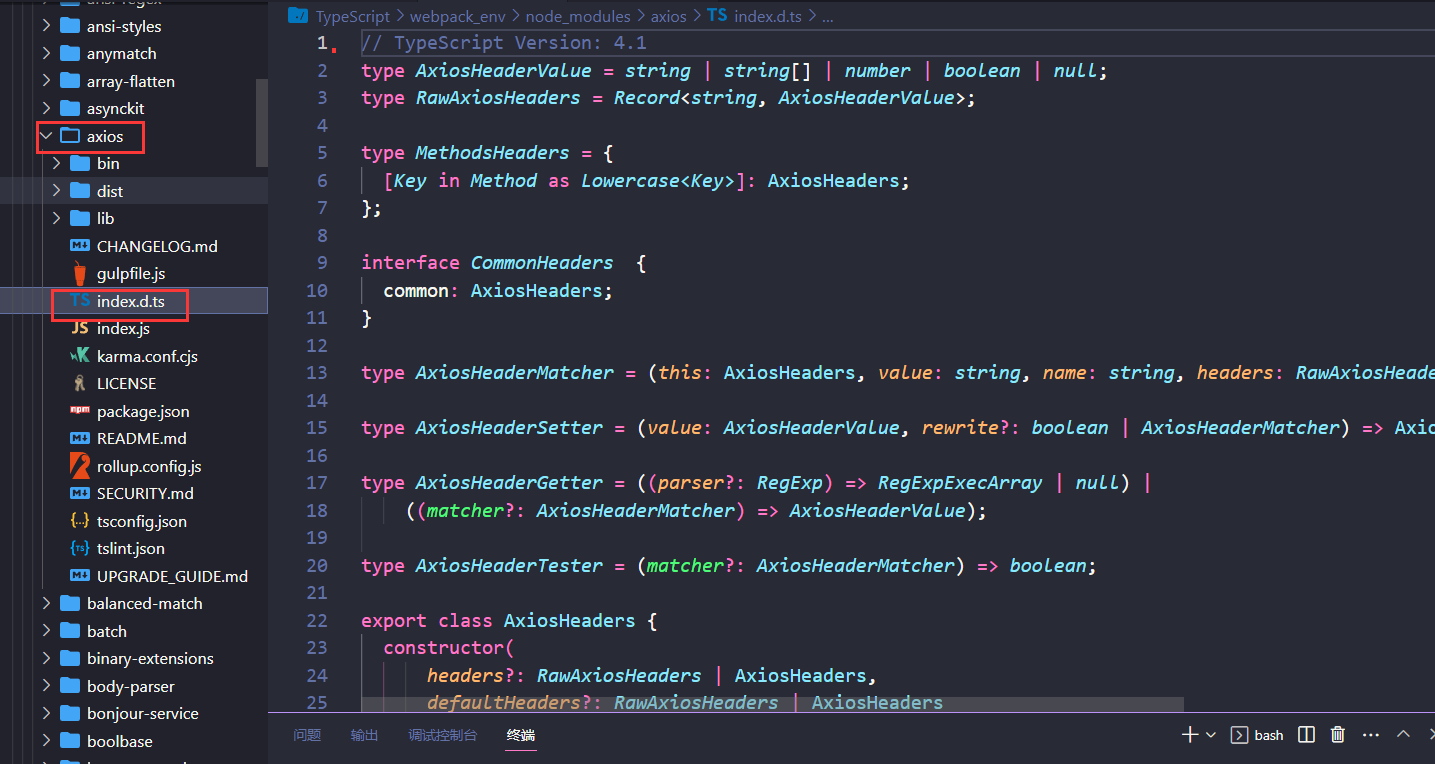 ansi-regex
ansi-styles
anymatch
array-flatten
asynckit
axios
bin
dist
lib
CHANGELOG.md
gulpfile.js
TS index.d.ts
JS index.js
karma.conf.cjs
LICENSE
package.json
README.md
rollup.config.js
SECURITY.md
tsconfig.json
tslint.json
UPGRADE_GUIDE.md
balanced-match
batch
binary-extensions
body-parser
bonjour-service
boolbase
TypeScript > webpack_env > node_modules > axios > TS index.d.ts > ...
1 // TypeScript Version: 4.1
2 type AxiosHeaderValue = string | string[] | number | boolean | null;
3 type RawAxiosHeaders = Record<string, AxiosHeaderValue>;
4
5 type MethodsHeaders = {
6 [Key in Method as Lowercase<Key>]: AxiosHeaders;
7 };
8
9 interface CommonHeaders {
10 common: AxiosHeaders;
11 }
12
13 type AxiosHeaderMatcher = (this: AxiosHeaders, value: string, name: string, headers: RawAxiosHeade
14
15 type AxiosHeaderSetter = (value: AxiosHeaderValue, rewrite?: boolean | AxiosHeaderMatcher) => Axio
16
17 type AxiosHeaderGetter = ((parser?: RegExp) => RegExpExecArray | null) |
18 ((matcher?: AxiosHeaderMatcher) => AxiosHeaderValue);
19
20 type AxiosHeaderTester = (matcher?: AxiosHeaderMatcher) => boolean;
21
22 export class AxiosHeaders {
23 constructor(
24 headers?: RawAxiosHeaders | AxiosHeaders,
25 defaultHeaders?: RawAxiosHeaders | AxiosHeaders
问题 输出 调试控制台 终端 bash